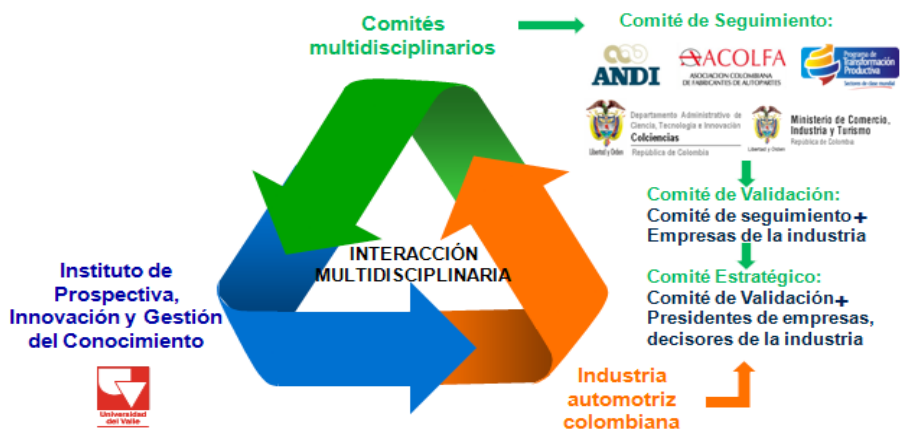 Comités
multidisciplinarios
Comité de Seguimiento:
ANDI
ACOLFA
ASOCIACION COLOMBIANA
DE FABRICANTES DE AUTOPARTES
Programa de
Transformación
Productiva
Sectores de clase mundial
Departamento Administrativo de
Ciencia, Tecnología e Innovación
Colciencias
República de Colombia
Libertad y Orden
Ministerio de Comercio,
Industria y Turismo
República de Colombia
Libertad y Orden
Comité de Validación:
Comité de seguimiento+
Empresas de la industria
Comité Estratégico:
Comité de Validación+
Presidentes de empresas,
decisores de la industria
INTERACCIÓN
MULTIDISCIPLINARIA
Instituto de
Prospectiva,
Innovación y Gestión
del Conocimiento
Universidad
del Valle
Industria
automotriz
colombiana